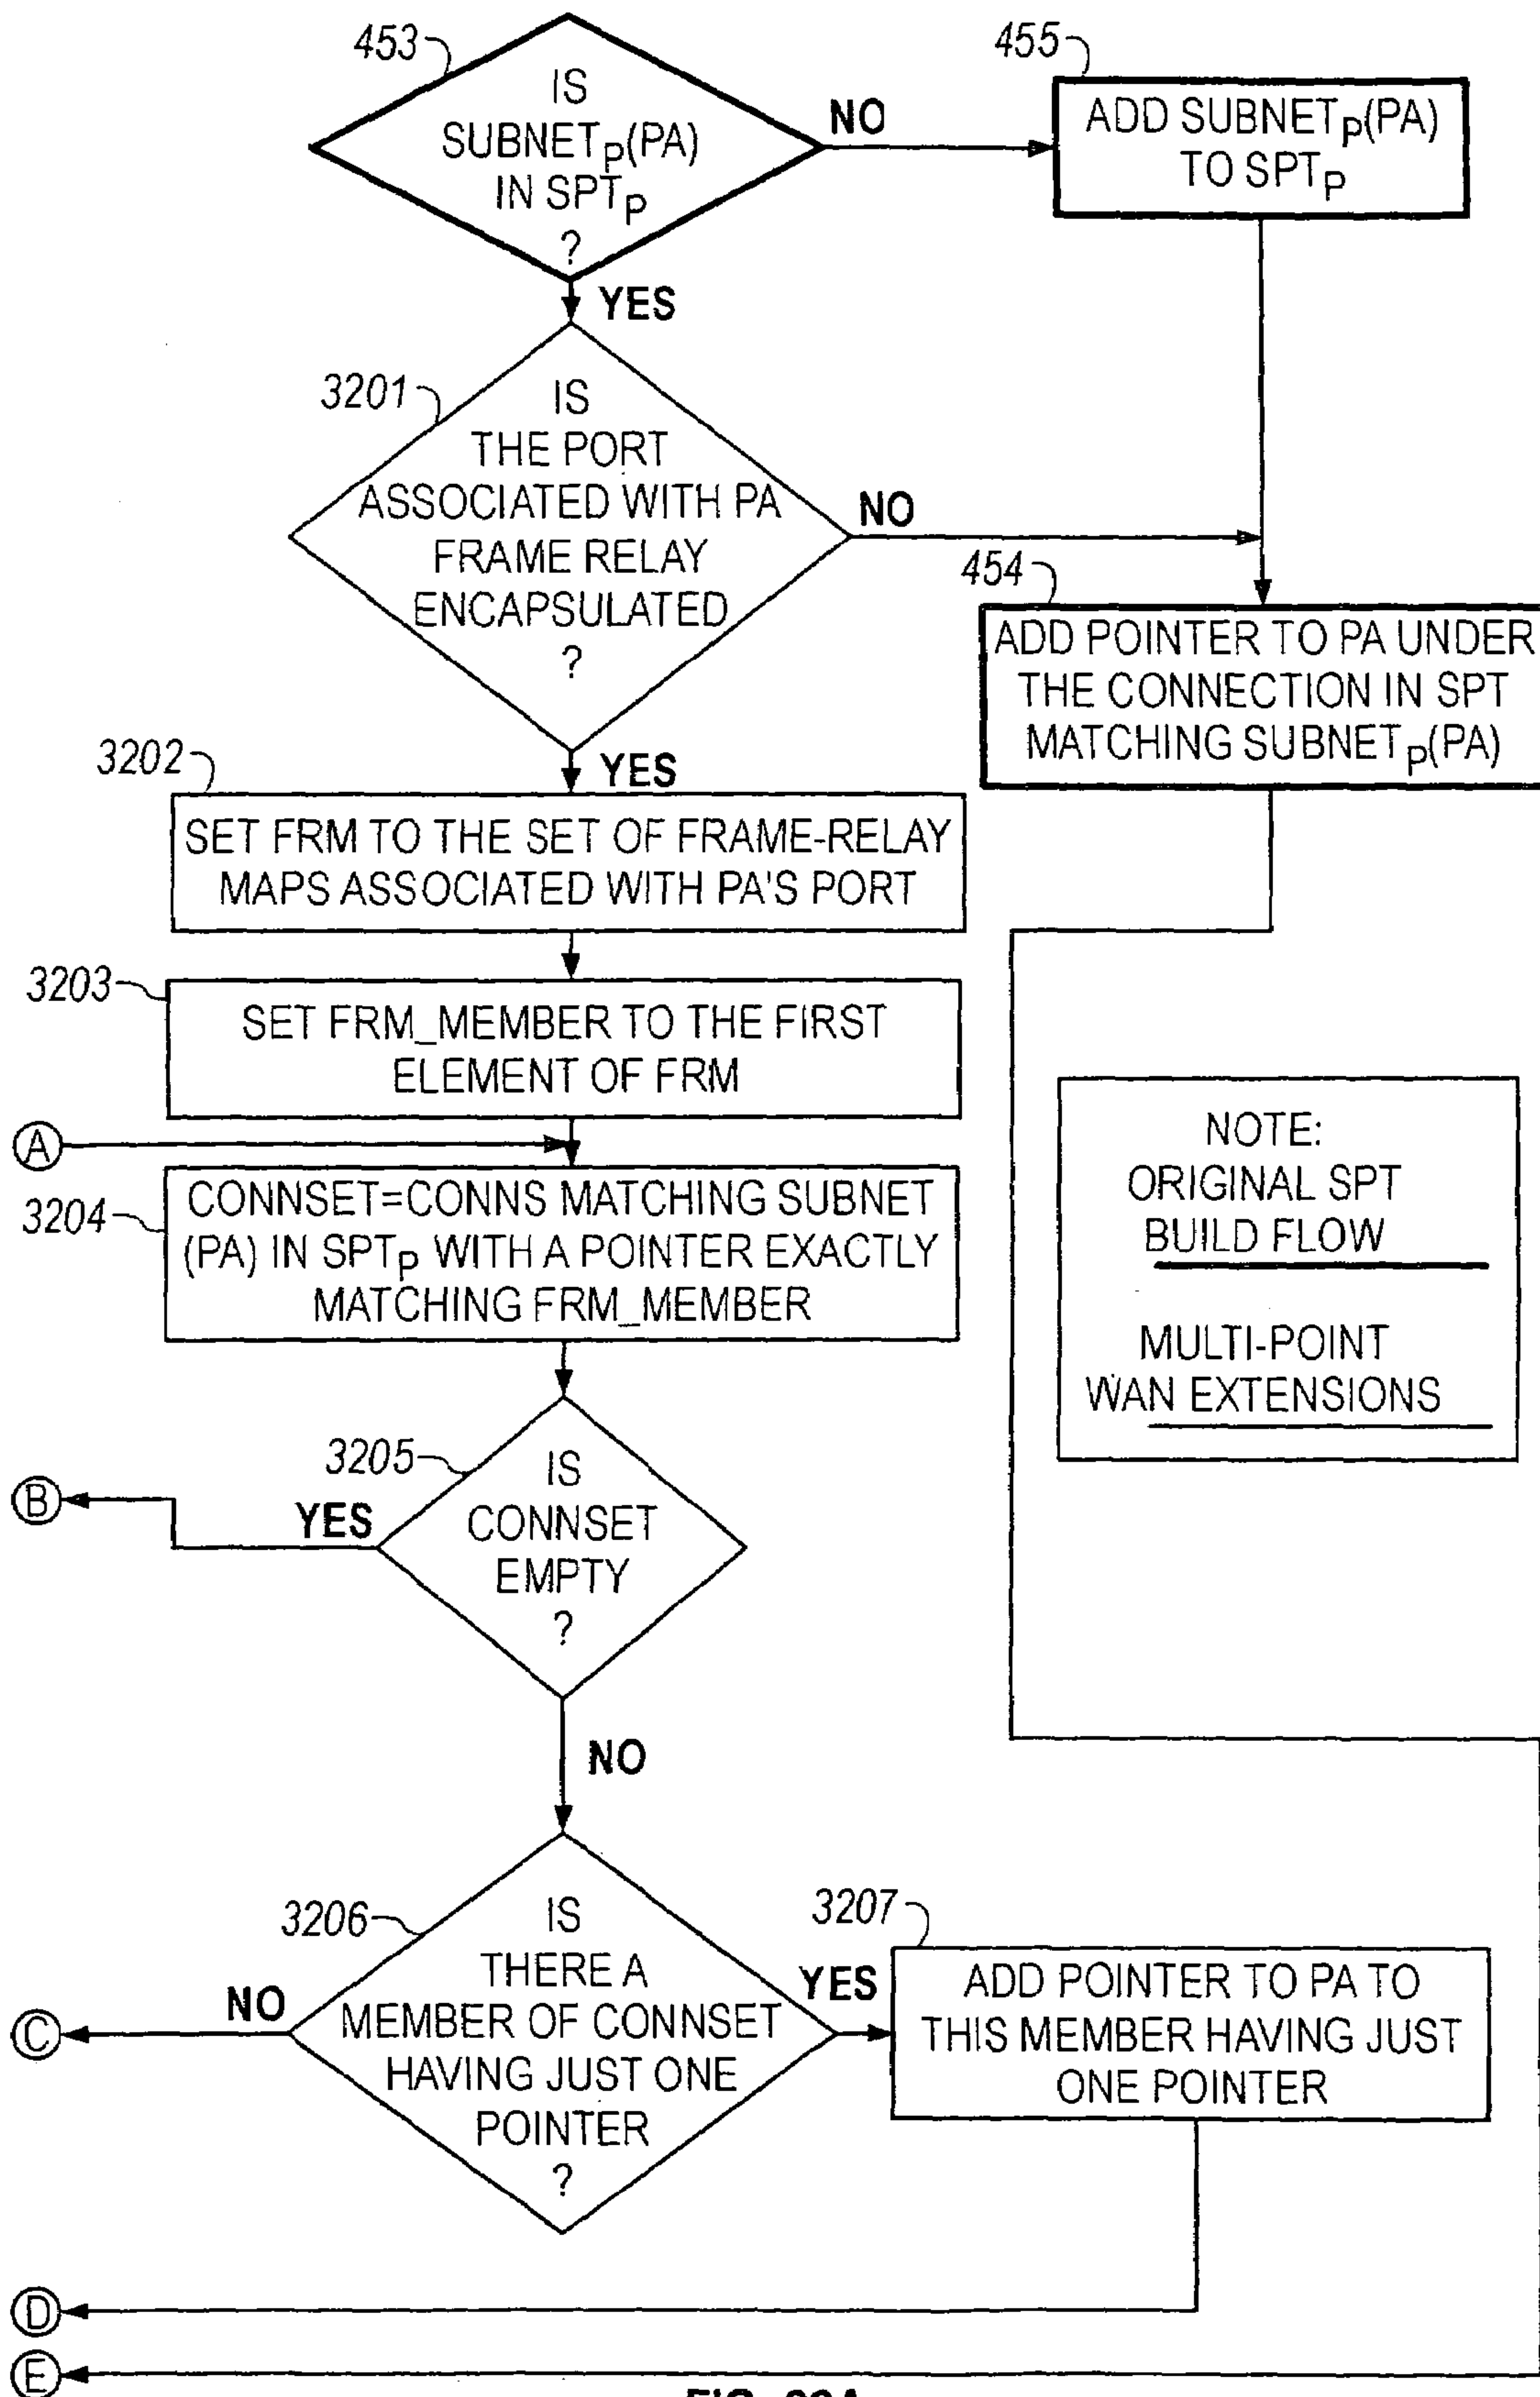 453
IS
SUBNETp(PA)
IN SPTp
?
NO
455
ADD SUBNETp(PA)
TO SPTp
YES
3201
IS
THE PORT
ASSOCIATED WITH PA
FRAME RELAY
ENCAPSULATED
?
NO
454
ADD POINTER TO PA UNDER
THE CONNECTION IN SPT
MATCHING SUBNETp(PA)
YES
3202
SET FRM TO THE SET OF FRAME-RELAY
MAPS ASSOCIATED WITH PA'S PORT
3203
SET FRM_MEMBER TO THE FIRST
ELEMENT OF FRM
A
3204
CONNSET=CONNS MATCHING SUBNET
(PA) IN SPTp WITH A POINTER EXACTLY
MATCHING FRM_MEMBER
NOTE:
ORIGINAL SPT
BUILD FLOW
MULTI-POINT
WAN EXTENSIONS
3205
IS
CONNSET
EMPTY
?
YES
B
NO
3206
IS
THERE A
MEMBER OF CONNSET
HAVING JUST ONE
POINTER
?
NO
C
YES
3207
ADD POINTER TO PA TO
THIS MEMBER HAVING JUST
ONE POINTER
D
E